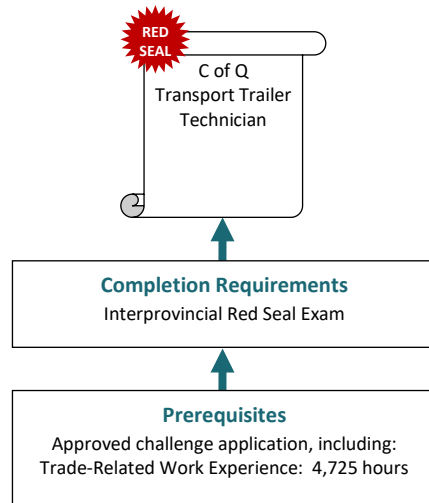 RED
SEAL
C of Q
Transport Trailer
Technician
Completion Requirements
Interprovincial Red Seal Exam
Prerequisites
Approved challenge application, including:
Trade-Related Work Experience: 4,725 hours